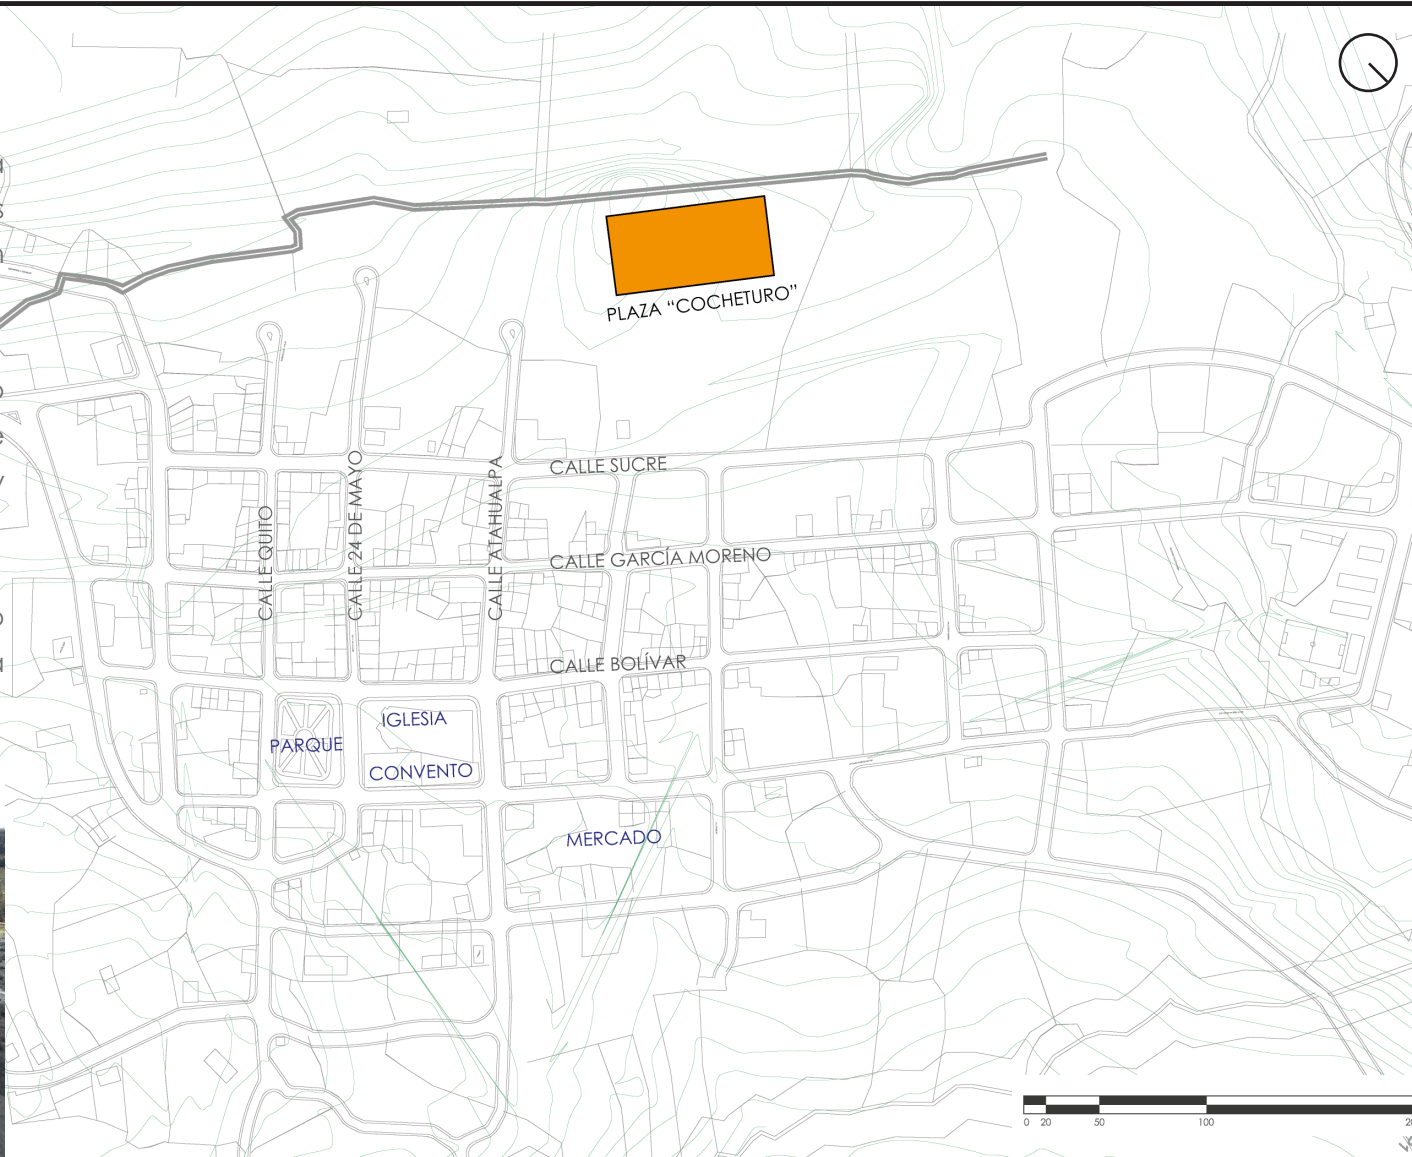 PLAZA “COCHETURO”
CALLE SUCRE
CALLE QUITO
CALLE 24 DE MAYO
CALLE ATAHUALPA
CALLE GARCÍA MORENO
CALLE BOLÍVAR
IGLESIA
PARQUE
CONVENTO
MERCADO
0 20 50 100